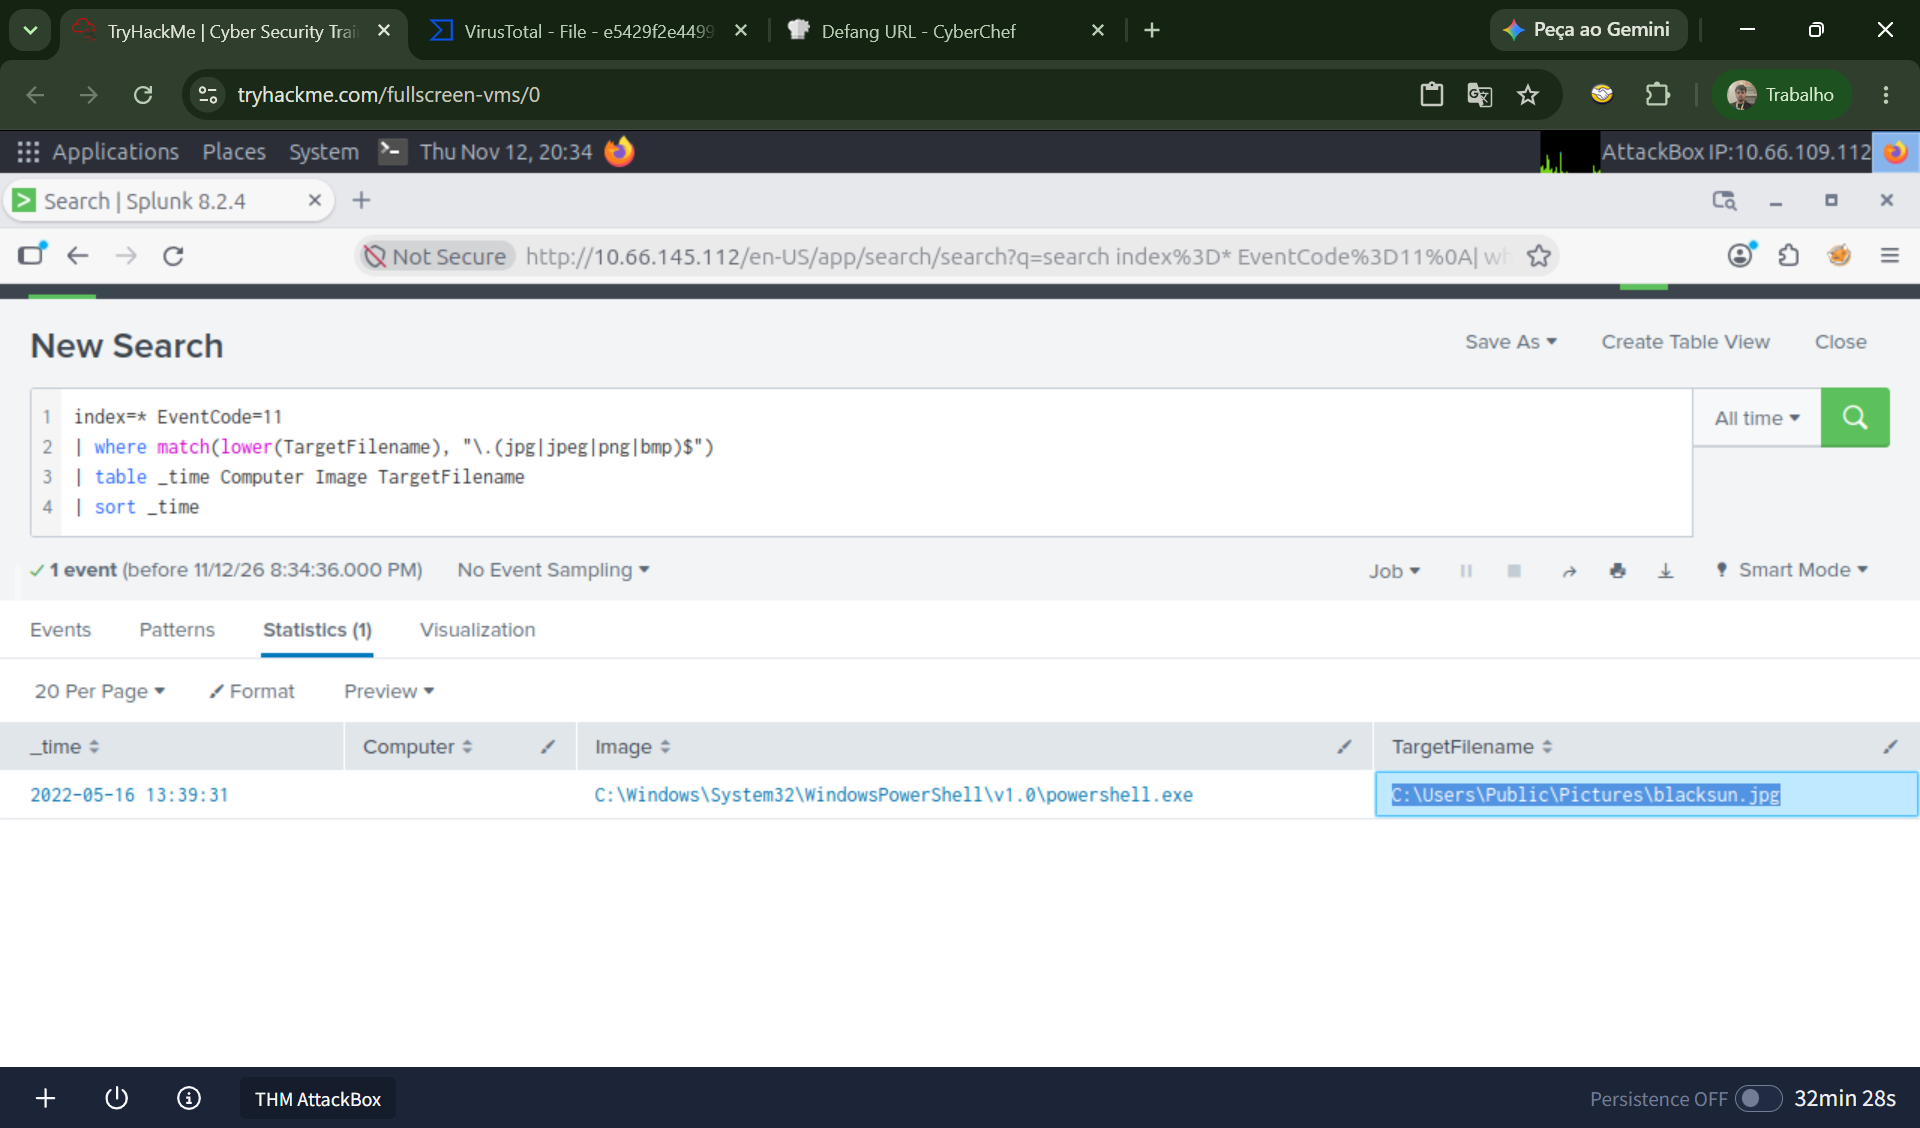 TryHackMe | Cyber Security Trai
VirusTotal - File - e5429f2e4499
Defang URL - CyberChef
Peça ao Gemini
tryhackme.com/fullscreen-vms/0
Trabalho
Applications Places System Thu Nov 12, 20:34
AttackBox IP:10.66.109.112
Search | Splunk 8.2.4
Not Secure http://10.66.145.112/en-US/app/search/search?q=search index%3D* EventCode%3D11%0A| wh
New Search
Save As Create Table View Close
1 index=* EventCode=11
2 | where match(lower(TargetFilename), "\.(jpg|jpeg|png|bmp)$")
3 | table _time Computer Image TargetFilename
4 | sort _time
All time
1 event (before 11/12/26 8:34:36.000 PM) No Event Sampling
Job Smart Mode
Events Patterns Statistics (1) Visualization
20 Per Page Format Preview
_time Computer Image TargetFilename
2022-05-16 13:39:31 C:\Windows\System32\WindowsPowerShell\v1.0\powershell.exe C:\Users\Public\Pictures\blacksun.jpg
THM AttackBox
Persistence OFF 32min 28s